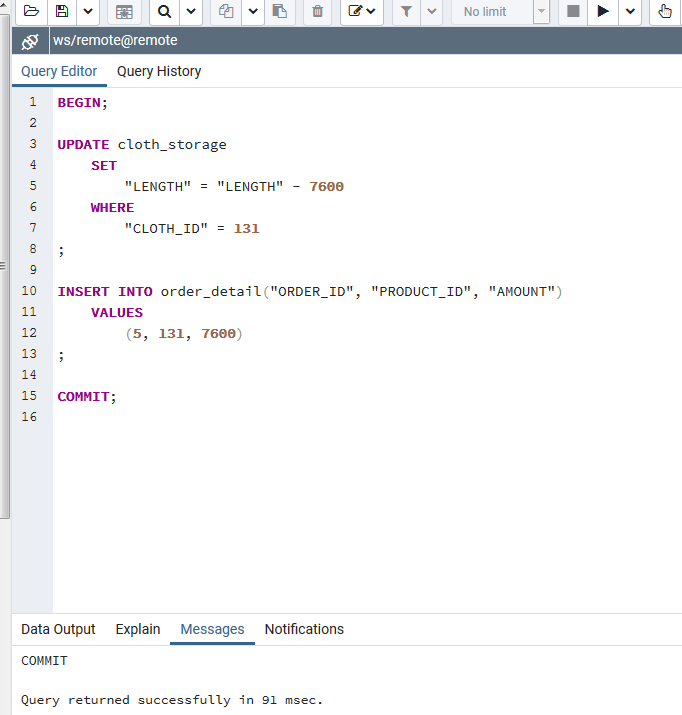 No limit
ws/remote@remote
Query Editor Query History
1 BEGIN;
2
3 UPDATE cloth_storage
4 SET
5 "LENGTH" = "LENGTH" - 7600
6 WHERE
7 "CLOTH_ID" = 131
8 ;
9
10 INSERT INTO order_detail("ORDER_ID", "PRODUCT_ID", "AMOUNT")
11 VALUES
12 (5, 131, 7600)
13 ;
14
15 COMMIT;
16
Data Output Explain Messages Notifications
COMMIT
Query returned successfully in 91 msec.